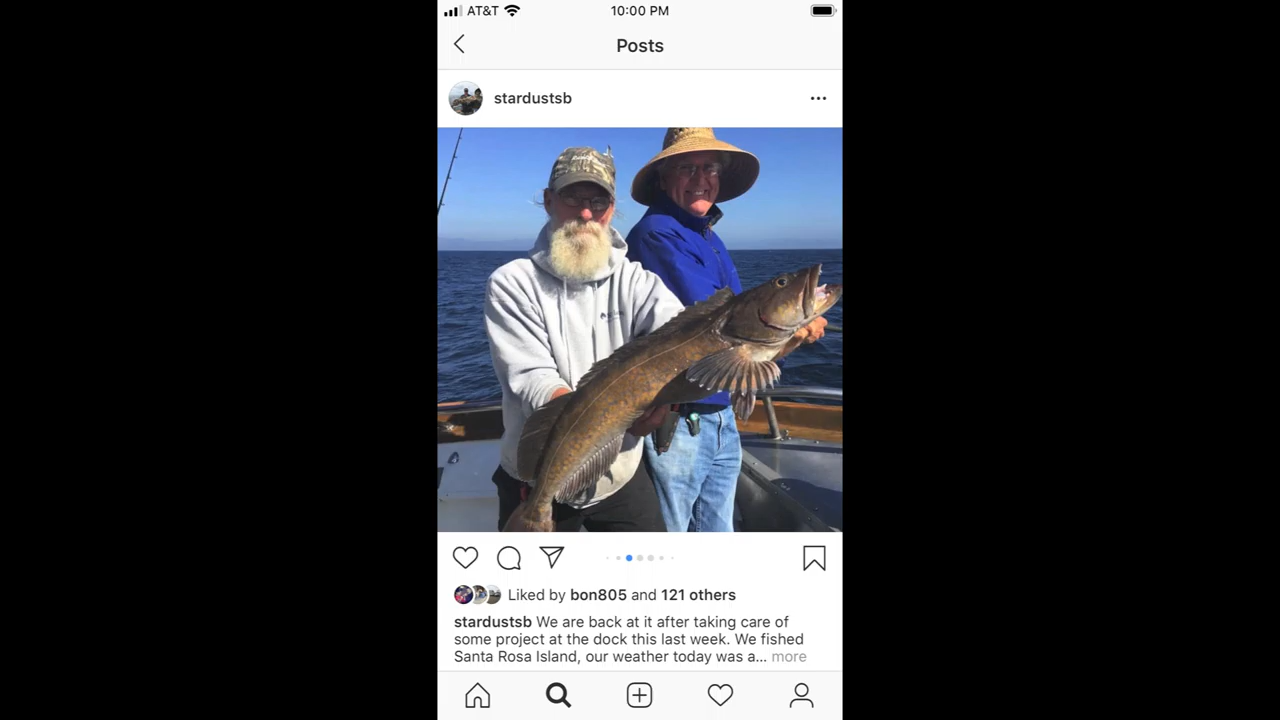 AT&T 10:00 PM
Posts
stardustsb
Liked by bon805 and 121 others
stardustsb We are back at it after taking care of
some project at the dock this last week. We fished
Santa Rosa Island, our weather today was a... more